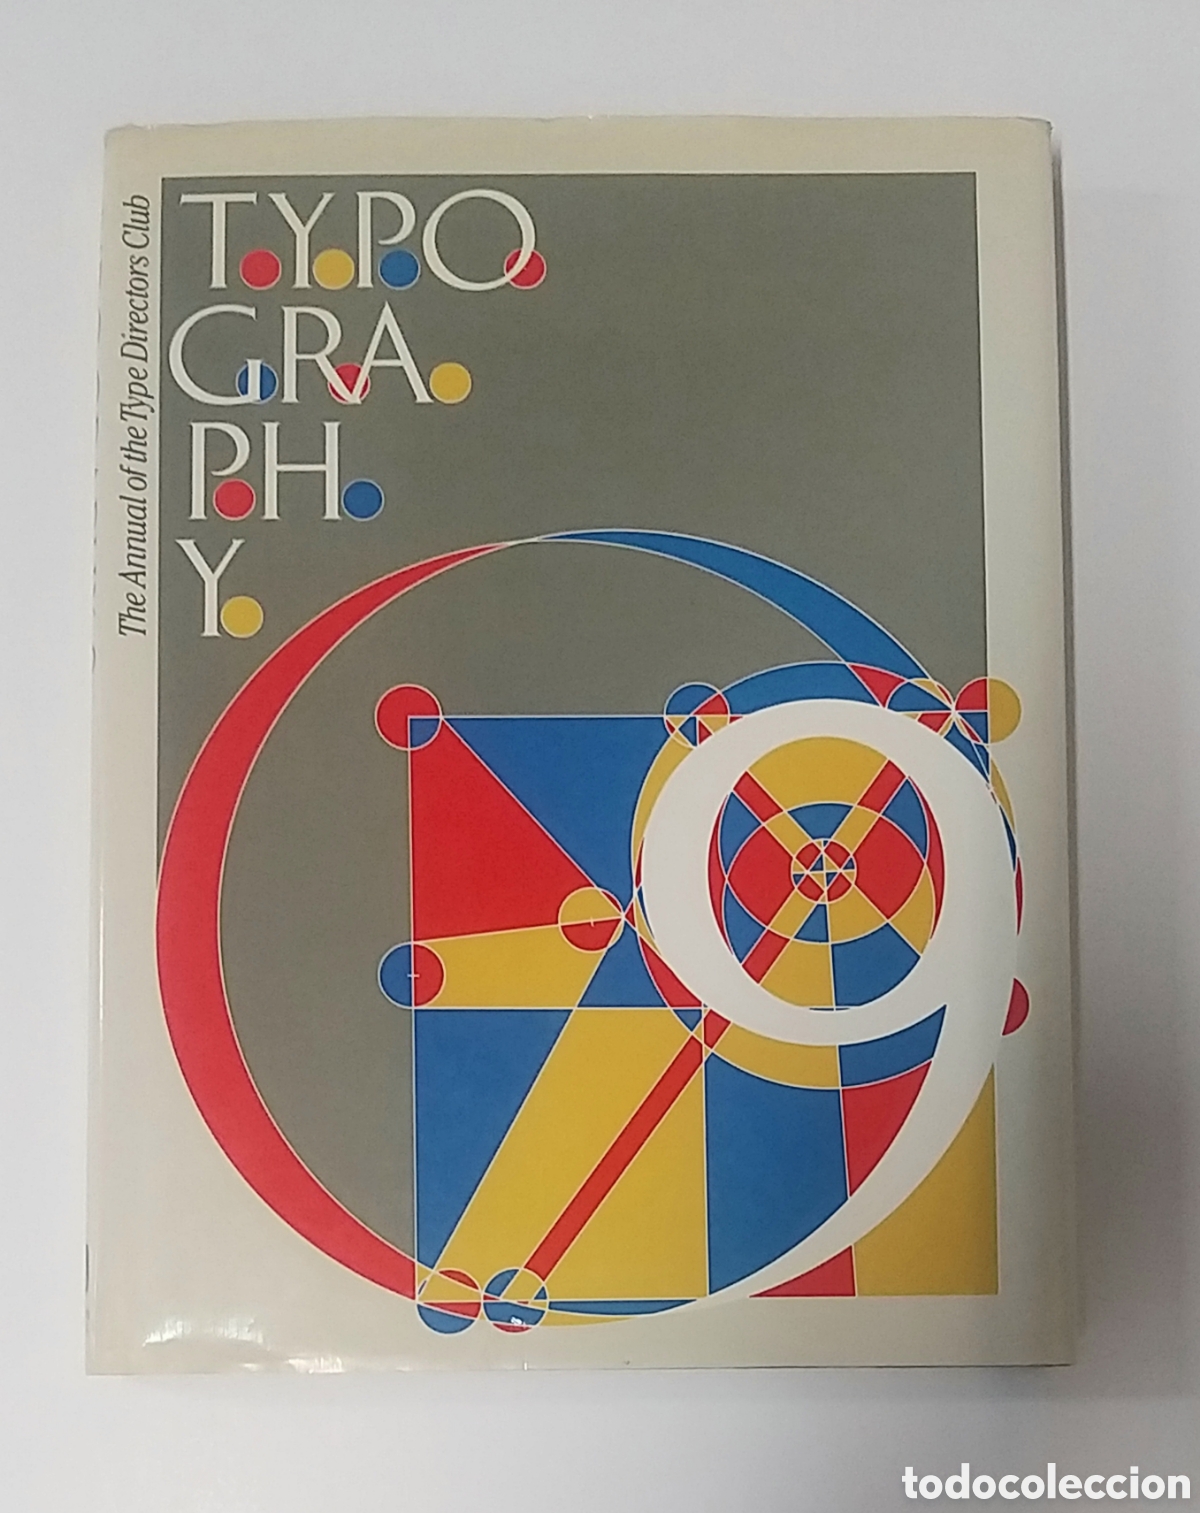 The Annual of the Type Directors Club
T.Y.P.O.
G.R.A.
P.H.
Y.
9
todocoleccion